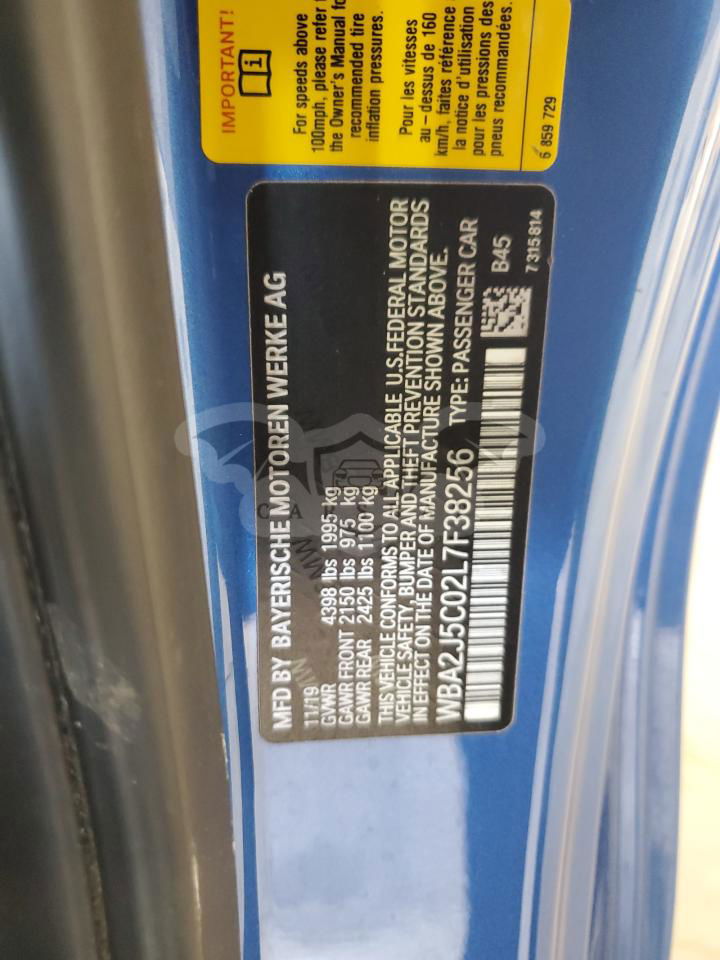 IMPORTANT!
For speeds above
100mph, please refer
the Owner's Manual
recommended tire
inflation pressures.
Pour les vitesses
au-dessus de 160
km/h, faites référence
la notice d'utilisation
pour les pressions des
pneus recommandées.
6 859 729
MFD BY BAYERISCHE MOTOREN WERKE AG
11/19
GVWR 4398 lbs 1995 kg
GAWR FRONT 2150 lbs 975 kg
GAWR REAR 2425 lbs 1100 kg
THIS VEHICLE CONFORMS TO ALL APPLICABLE U.S. FEDERAL MOTOR
VEHICLE SAFETY, BUMPER AND THEFT PREVENTION STANDARDS
IN EFFECT ON THE DATE OF MANUFACTURE SHOWN ABOVE.
WBA2J5C02L7F38256 TYPE: PASSENGER CAR
B45
7 315 814